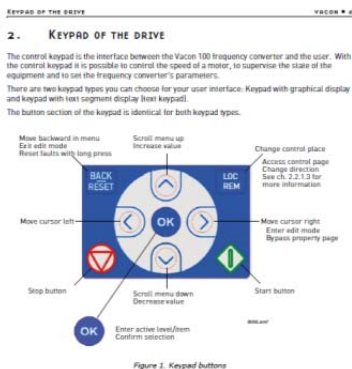 KEYPAD OF THE DRIVE
VACON
2. KEYPAD OF THE DRIVE
The control keypad is the interface between the Vacon 100 frequency converter and the user. With
the control keypad it is possible to control the speed of a motor, to supervise the state of the
equipment and to set the frequency converter's parameters.
There are two keypad types you can choose for your user interface: Keypad with graphical display
and keypad with text segment display (text keypad).
The button section of the keypad is identical for both keypad types.
Move backward in menu
Exit edit mode
Reset faults with long press
Scroll menu up
Increase value
Change control place
Access control page
Change direction
See ch. 2.2.1.3 for
more information
BACK
RESET
LOC
REM
Move cursor left
OK
Move cursor right
Enter edit mode
Bypass property page
Stop button
Scroll menu down
Decrease value
Start button
OK
Enter active level/item
Confirm selection
Figure 1. Keypad buttons